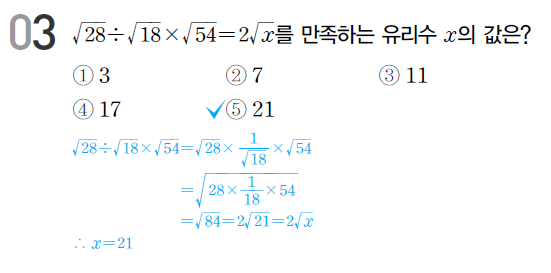 03 √28÷√18×√54=2√x를 만족하는 유리수 x의 값은?
① 3 ② 7 ③ 11
④ 17 ⑤ 21
√28÷√18×√54=√28×1/√18×√54
=√(28×1/18×54)
=√84=2√21=2√x
∴ x=21